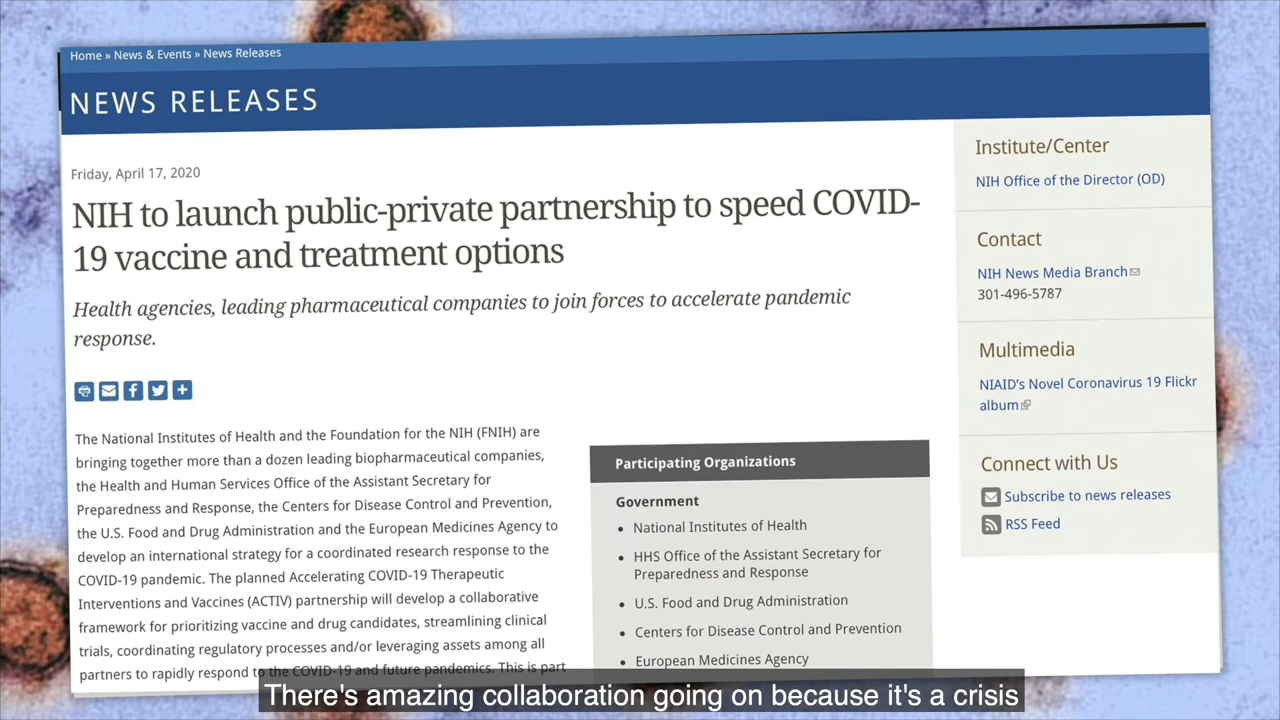 Home » News & Events » News Releases
NEWS RELEASES
Friday, April 17, 2020
NIH to launch public-private partnership to speed COVID-
19 vaccine and treatment options
Health agencies, leading pharmaceutical companies to join forces to accelerate pandemic
response.
The National Institutes of Health and the Foundation for the NIH (FNIH) are
bringing together more than a dozen leading biopharmaceutical companies,
the Health and Human Services Office of the Assistant Secretary for
Preparedness and Response, the Centers for Disease Control and Prevention,
the U.S. Food and Drug Administration and the European Medicines Agency to
develop an international strategy for a coordinated research response to the
COVID-19 pandemic. The planned Accelerating COVID-19 Therapeutic
Interventions and Vaccines (ACTIV) partnership will develop a collaborative
framework for prioritizing vaccine and drug candidates, streamlining clinical
trials, coordinating regulatory processes and/or leveraging assets among all
partners to rapidly respond to the COVID-19 and future pandemics. This is part
Participating Organizations
Government
National Institutes of Health
HHS Office of the Assistant Secretary for
Preparedness and Response
U.S. Food and Drug Administration
Centers for Disease Control and Prevention
European Medicines Agency
Institute/Center
NIH Office of the Director (OD)
Contact
NIH News Media Branch
301-496-5787
Multimedia
NIAID's Novel Coronavirus 19 Flickr
album
Connect with Us
Subscribe to news releases
RSS Feed
There's amazing collaboration going on because it's a crisis